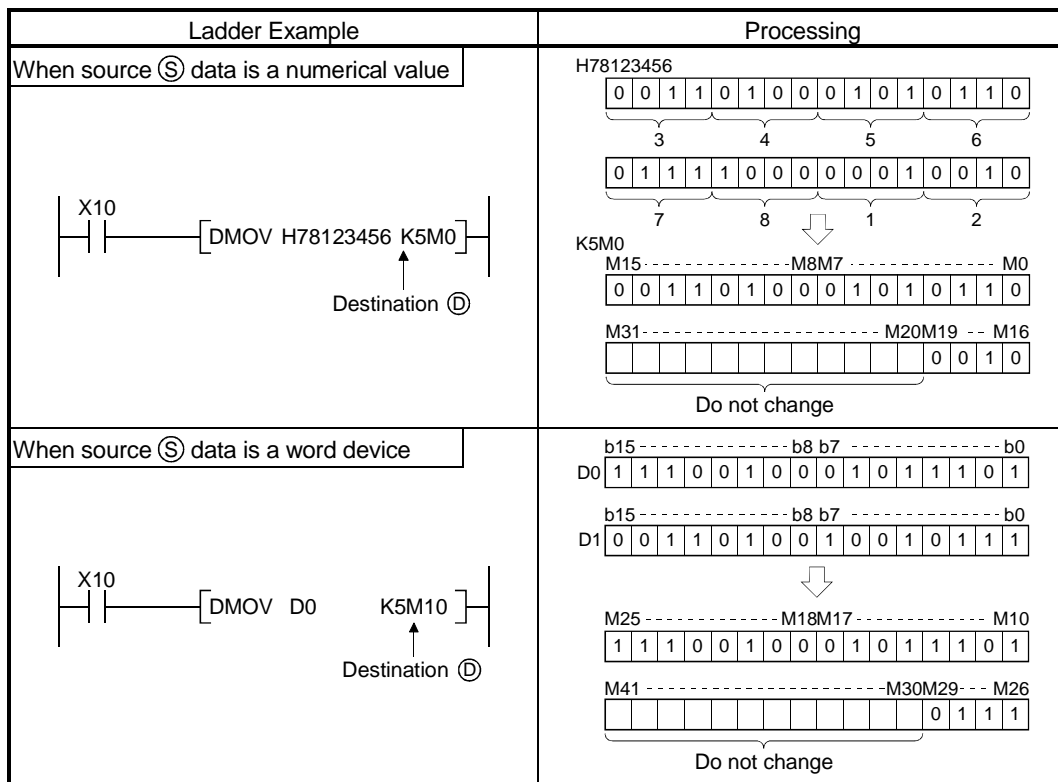 Ladder Example
Processing
When source Ⓢ data is a numerical value
X10
DMOV H78123456 K5M0
Destination Ⓓ
H78123456
0 0 1 1 0 1 0 0 0 1 0 1 0 1 1 0
3 4 5 6
0 1 1 1 1 0 0 0 0 0 0 1 0 0 1 0
7 8 1 2
K5M0
M15 M8M7 M0
0 0 1 1 0 1 0 0 0 1 0 1 0 1 1 0
M31 M20M19 M16
0 0 1 0
Do not change
When source Ⓢ data is a word device
X10
DMOV D0 K5M10
Destination Ⓓ
b15 b8 b7 b0
D0 1 1 1 0 0 1 0 0 0 1 0 1 1 1 0 1
b15 b8 b7 b0
D1 0 0 1 1 0 1 0 0 1 0 0 1 0 1 1 1
M25 M18M17 M10
1 1 1 0 0 1 0 0 0 1 0 1 1 1 0 1
M41 M30M29 M26
0 1 1 1
Do not change